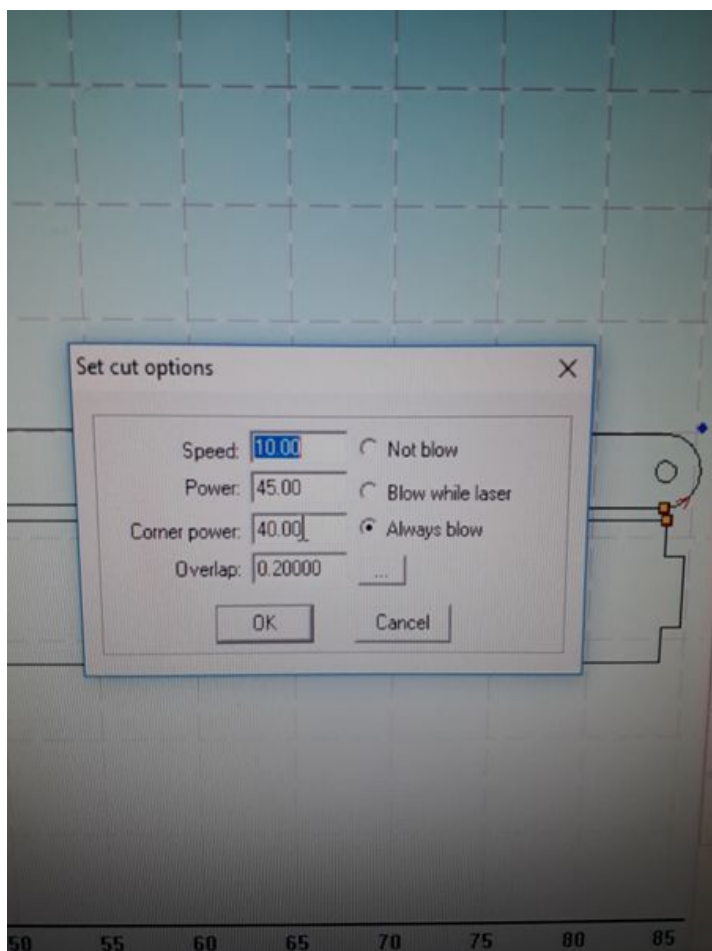 Set cut options
Speed: 10.00 Not blow
Power: 45.00 Blow while laser
Corner power: 40.00 Always blow
Overlap: 0.20000 ...
OK Cancel
50 55 60 65 70 75 80 85